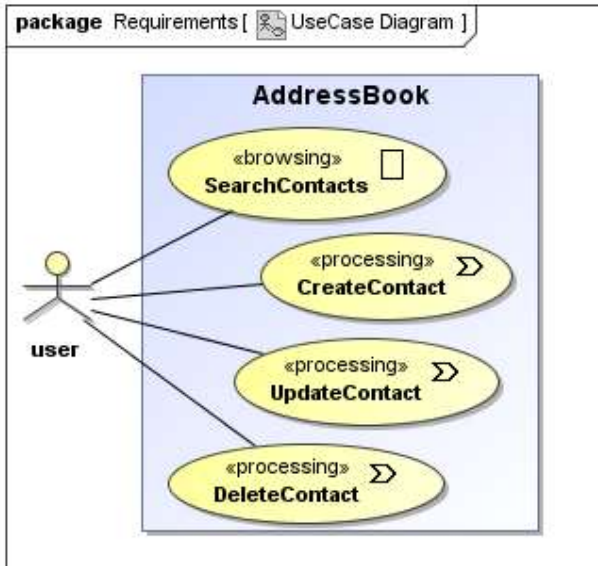 package Requirements [ UseCase Diagram ]
AddressBook
«browsing»
SearchContacts
«processing»
CreateContact
user
«processing»
UpdateContact
«processing»
DeleteContact